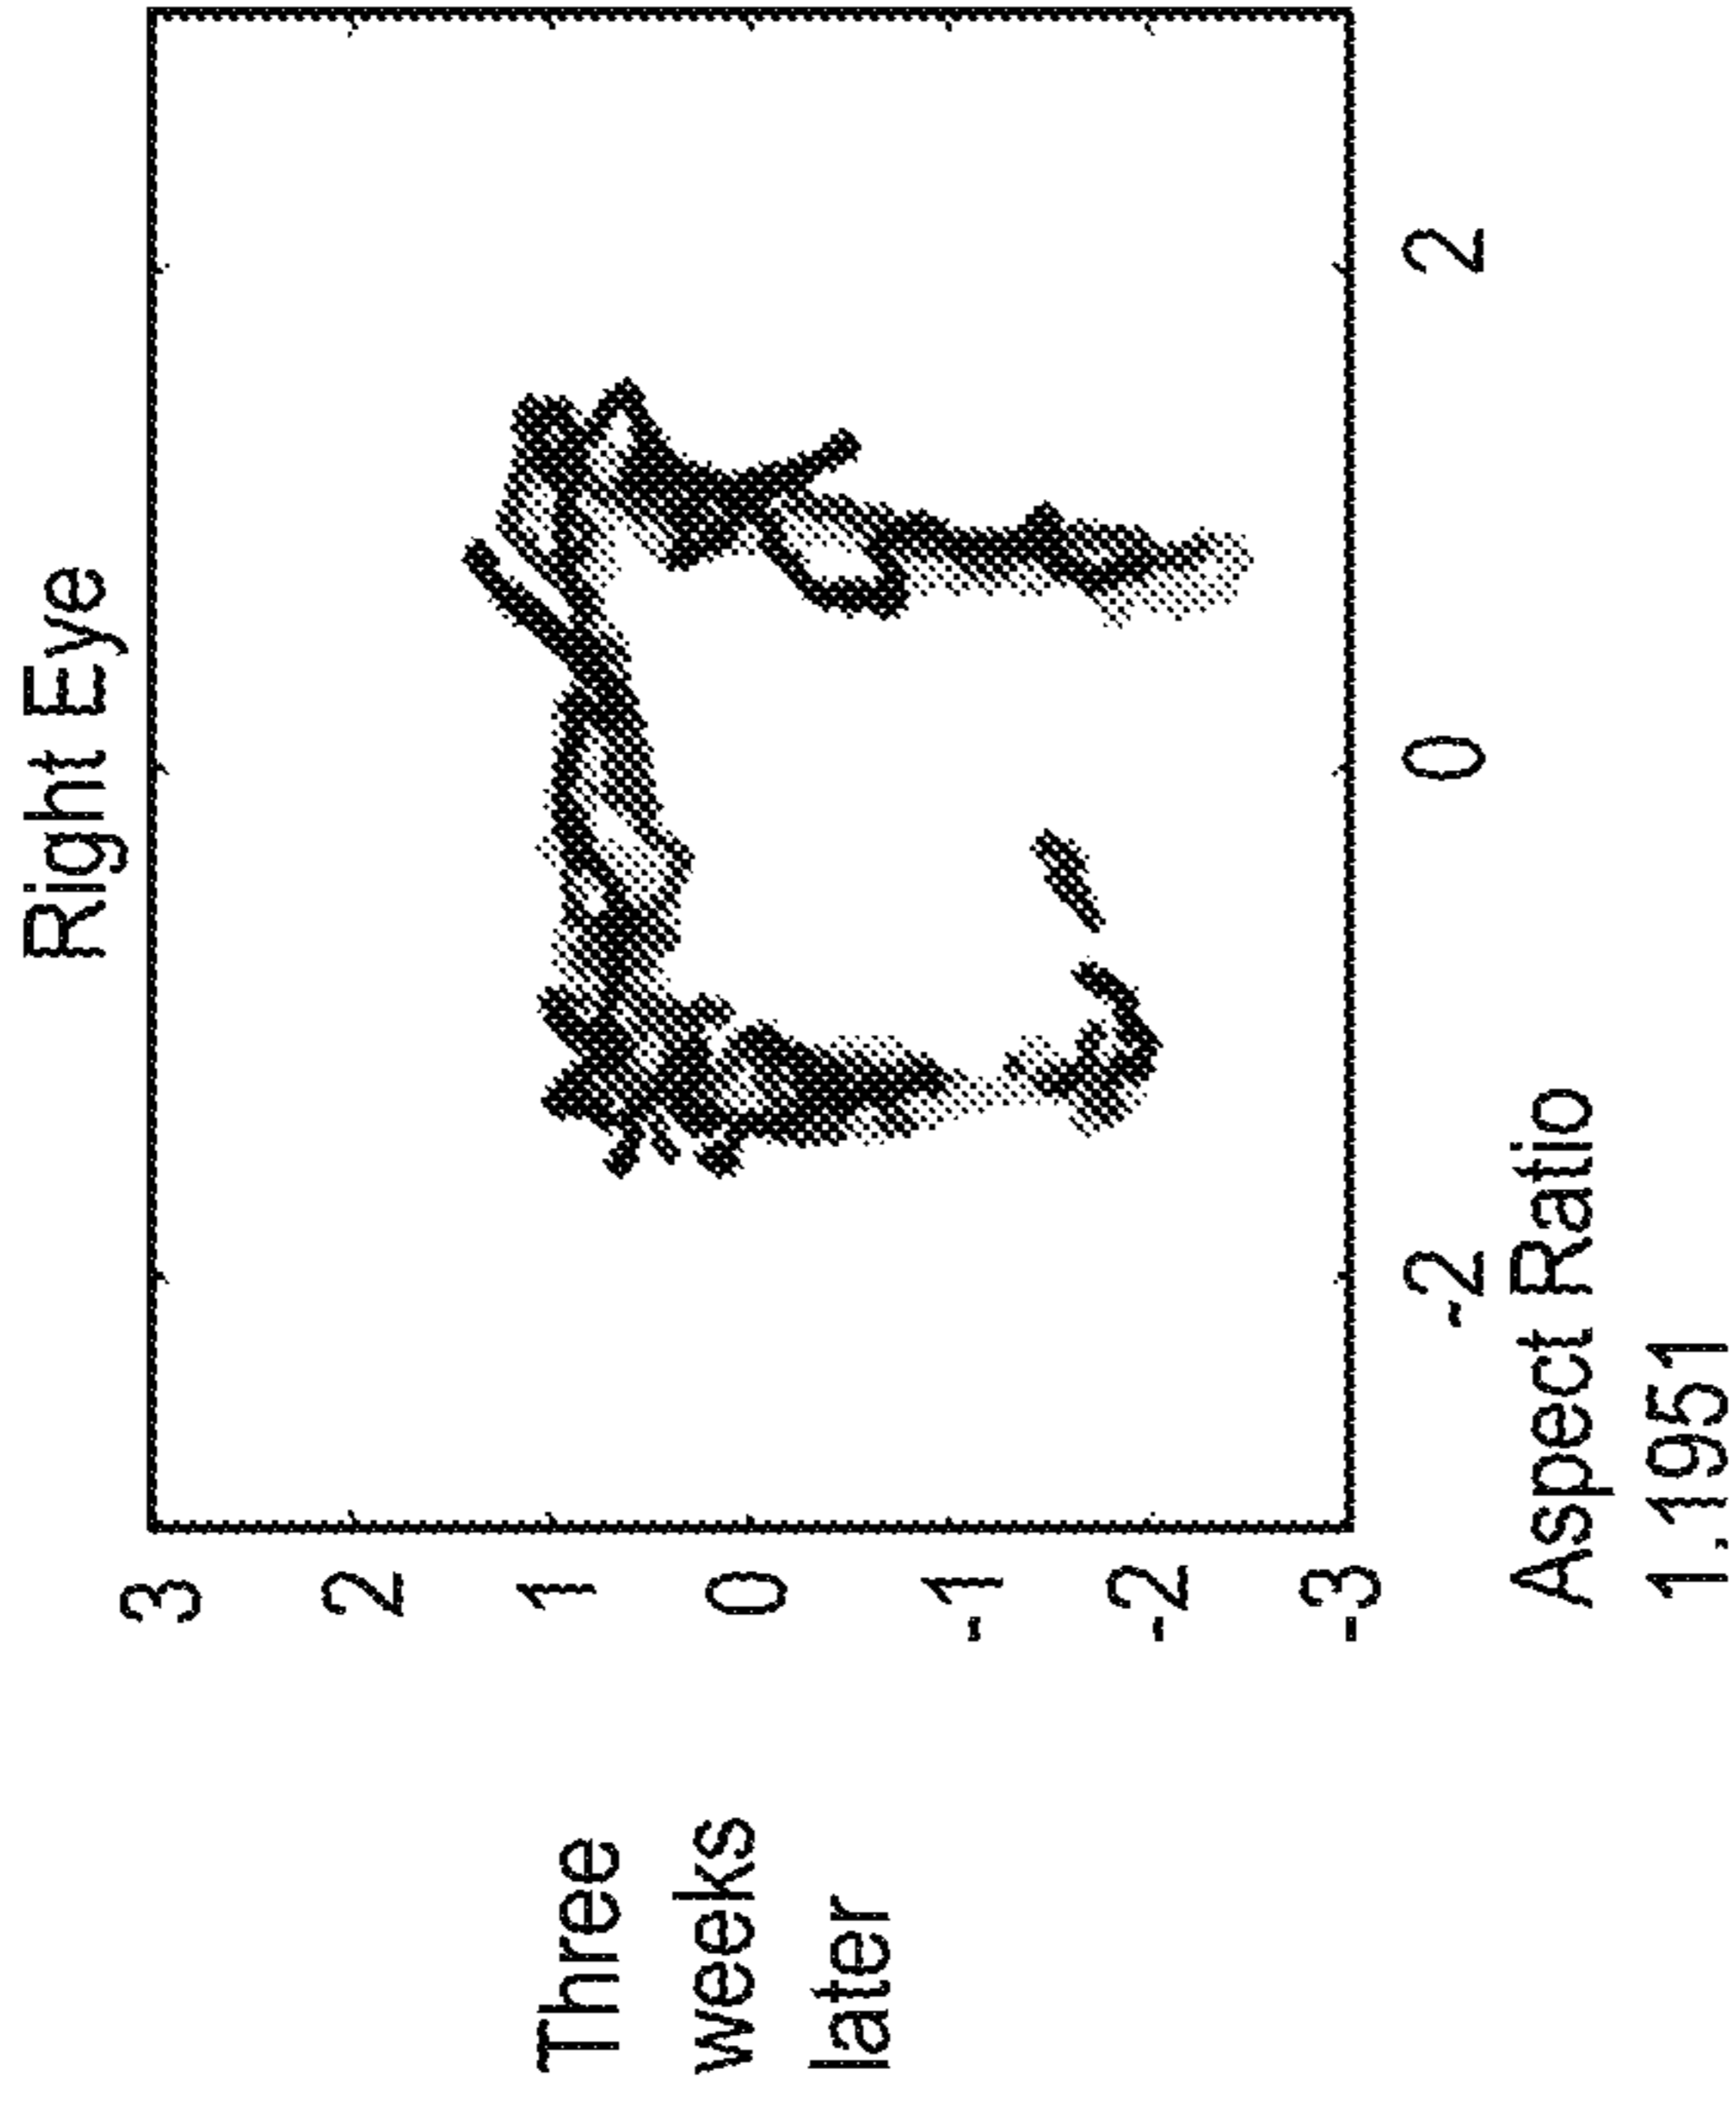 Right Eye
Three
weeks
later
3
2
1
0
-1
-2
-3
-2
0
2
Aspect Ratio
1.1951